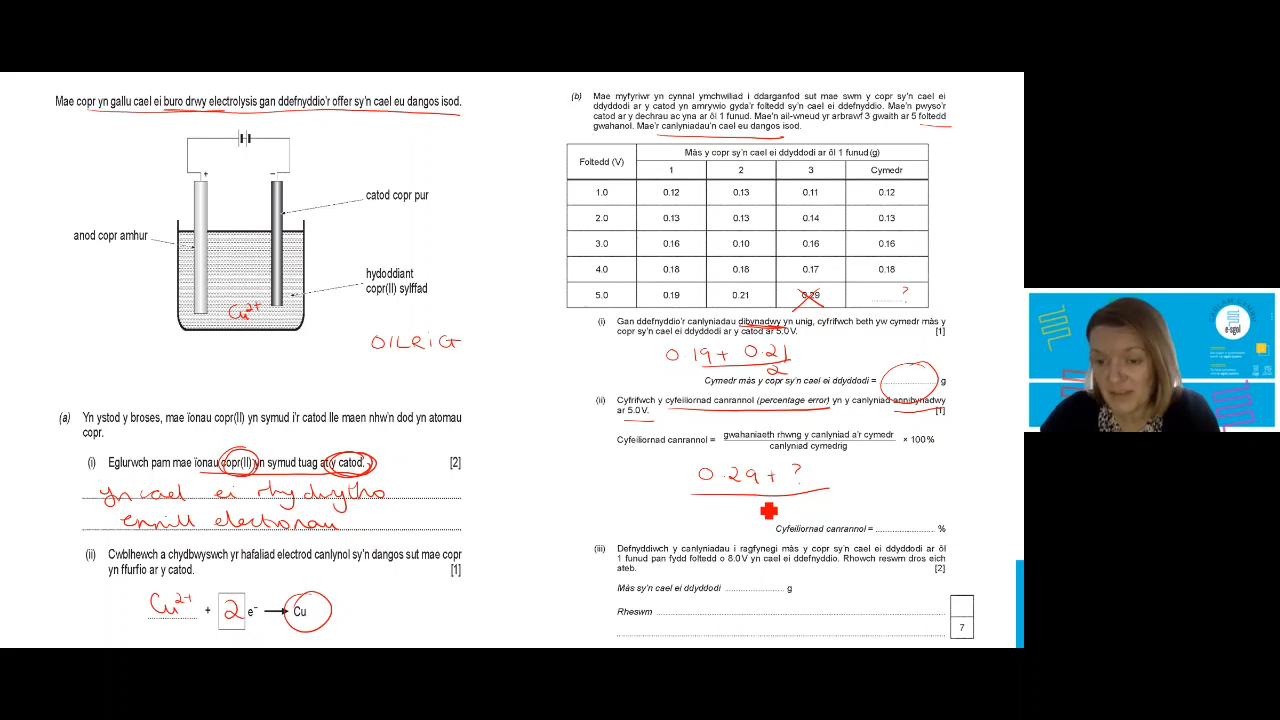 Mae copr yn gallu cael ei buro drwy electrolysis gan ddefnyddio'r offer sy'n cael eu dangos isod.
+
–
catod copr pur
anod copr amhur
hydoddiant
copr(II) sylffad
Cu²⁺
OILRiG
(a) Yn ystod y broses, mae ïonau copr(II) yn symud i'r catod lle maen nhw'n dod yn atomau
copr.
(i) Eglurwch pam mae ïonau copr(II) yn symud tuag at y catod. [2]
yn cael ei rhydwytho
ennill electronau
(ii) Cwblhewch a chydbwyswch yr hafaliad electrod canlynol sy'n dangos sut mae copr
yn ffurfio ar y catod. [1]
Cu²⁺ + 2 e⁻ → Cu
(b) Mae myfyriwr yn cynnal ymchwiliad i ddarganfod sut mae swm y copr sy'n cael ei
ddyddodi ar y catod yn amrywio gyda'r foltedd sy'n cael ei ddefnyddio. Mae'n pwyso'r
catod ar y dechrau ac yna ar ôl 1 funud. Mae'n ail-wneud yr arbrawf 3 gwaith ar 5 foltedd
gwahanol. Mae'r canlyniadau'n cael eu dangos isod.
Foltedd (V) Màs y copr sy'n cael ei ddyddodi ar ôl 1 funud (g)
1 2 3 Cymedr
1.0 0.12 0.13 0.11 0.12
2.0 0.13 0.13 0.14 0.13
3.0 0.16 0.10 0.16 0.16
4.0 0.18 0.18 0.17 0.18
5.0 0.19 0.21 0.29 .......... ?
(i) Gan ddefnyddio'r canlyniadau dibynadwy yn unig, cyfrifwch beth yw cymedr màs y
copr sy'n cael ei ddyddodi ar y catod ar 5.0 V. [1]
0.19 + 0.21
2
Cymedr màs y copr sy'n cael ei ddyddodi = .............. g
(ii) Cyfrifwch y cyfeiliornad canrannol (percentage error) yn y canlyniad annibynadwy
ar 5.0 V. [1]
Cyfeiliornad canrannol = gwahaniaeth rhwng y canlyniad a'r cymedr × 100 %
canlyniad cymedrig
0.29 + ?
Cyfeiliornad canrannol = .............. %
(iii) Defnyddiwch y canlyniadau i ragfynegi màs y copr sy'n cael ei ddyddodi ar ôl
1 funud pan fydd foltedd o 8.0 V yn cael ei ddefnyddio. Rhowch reswm dros eich
ateb. [2]
Màs sy'n cael ei ddyddodi .............. g
Rheswm ..............
7
e-sgol